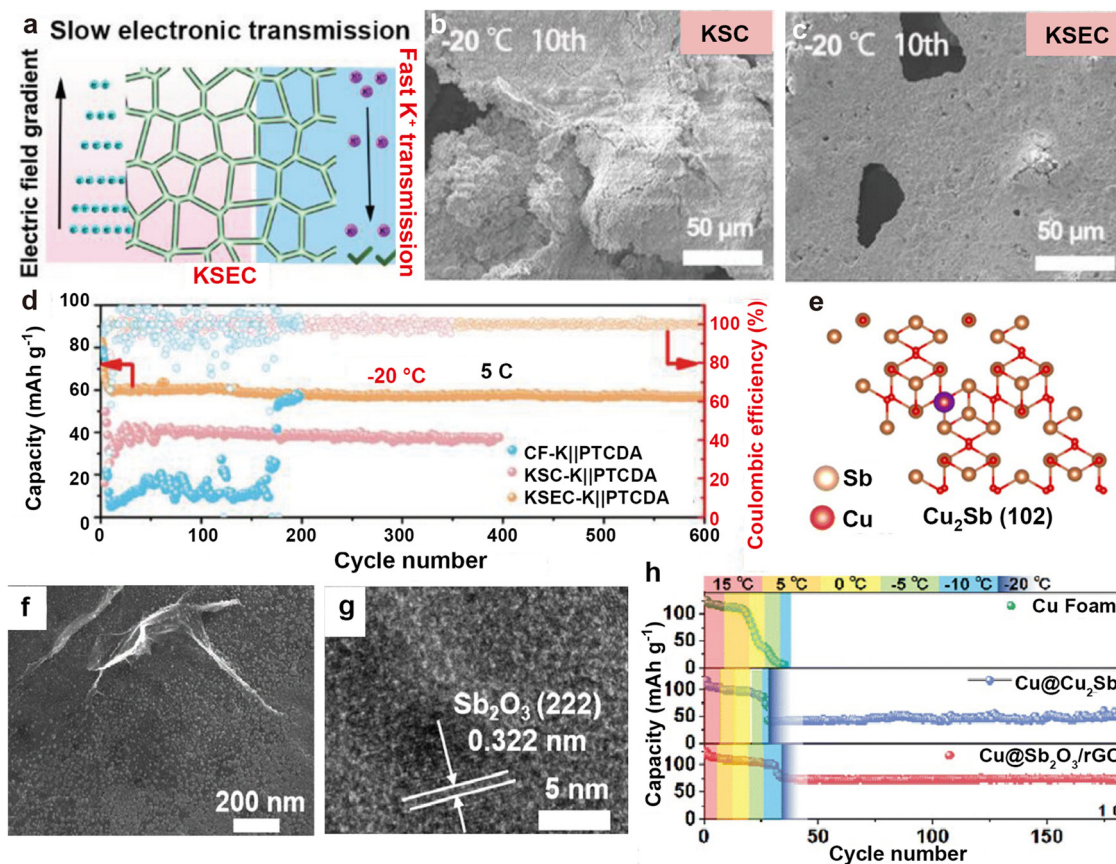 a
Slow electronic transmission
Electric field gradient
K⁺
K⁺
Fast K⁺ transmission
KSEC
b
-20 ℃ 10th
KSC
50 μm
c
-20 ℃ 10th
KSEC
50 μm
d
100
80
60
40
20
0
Capacity (mAh g⁻¹)
-20 °C
5 C
CF-K||PTCDA
KSC-K||PTCDA
KSEC-K||PTCDA
100
80
60
40
20
0
Coulombic efficiency (%)
0 100 200 300 400 500 600
Cycle number
e
Sb
Cu
Cu₂Sb (102)
f
200 nm
g
Sb₂O₃ (222)
0.322 nm
5 nm
h
15 ℃ 5 ℃ 0 ℃ -5 ℃ -10 ℃ -20 ℃
Cu Foam
100
50
0
Cu@Cu₂Sb
100
50
0
Cu@Sb₂O₃/rGO
100
50
0
Capacity (mAh g⁻¹)
0 50 100 150
Cycle number